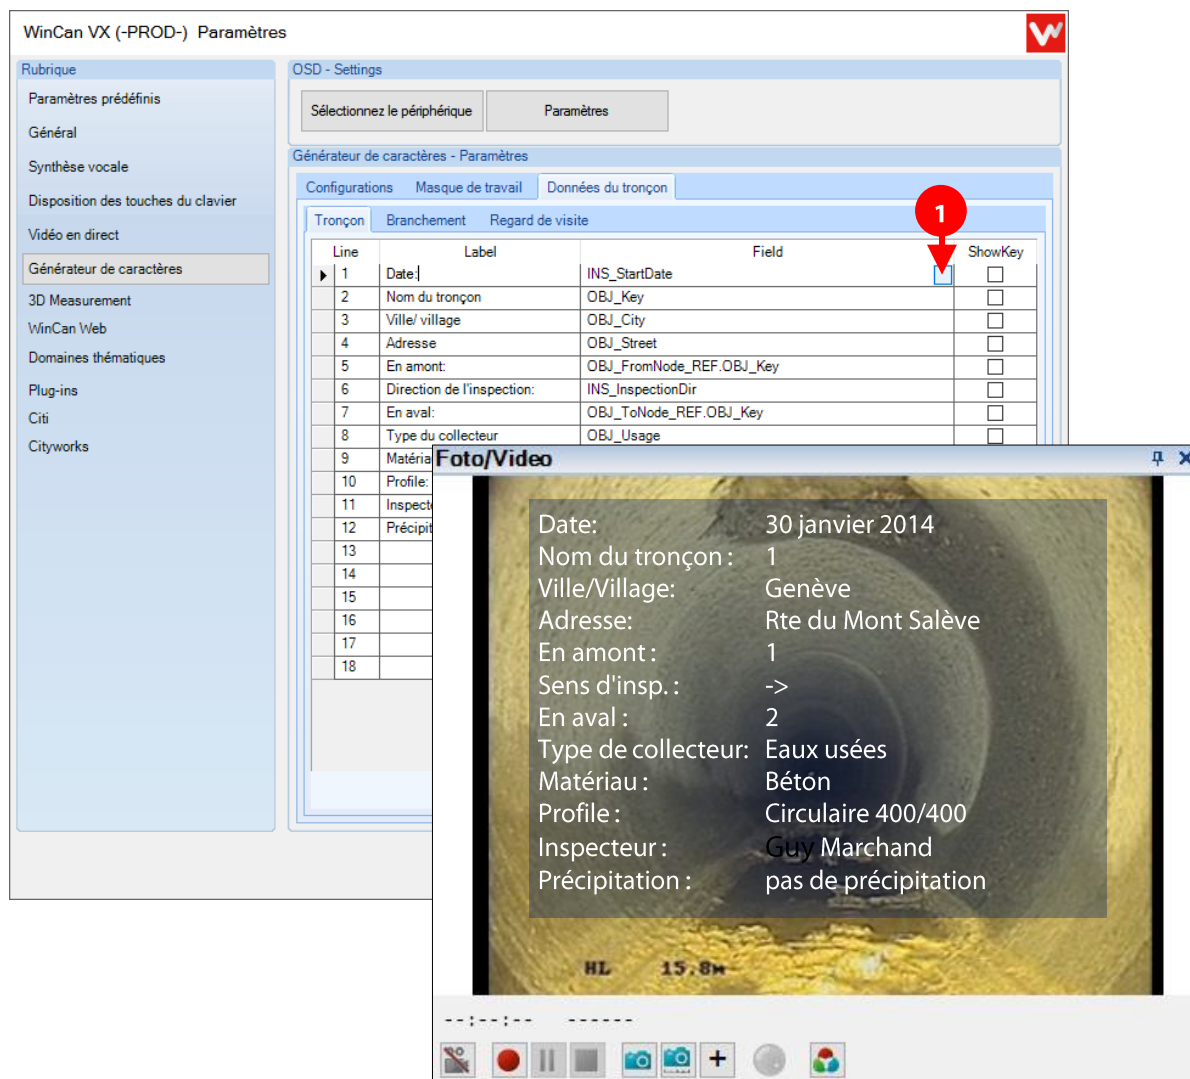 WinCan VX (-PROD-) Paramètres
Rubrique
Paramètres prédéfinis
Général
Synthèse vocale
Disposition des touches du clavier
Vidéo en direct
Générateur de caractères
3D Measurement
WinCan Web
Domaines thématiques
Plug-ins
Citi
Cityworks
OSD - Settings
Sélectionnez le périphérique Paramètres
Générateur de caractères - Paramètres
Configurations Masque de travail Données du tronçon
Tronçon Branchement Regard de visite
1
Line Label Field ShowKey
1 Date: INS_StartDate
2 Nom du tronçon OBJ_Key
3 Ville/ village OBJ_City
4 Adresse OBJ_Street
5 En amont: OBJ_FromNode_REF.OBJ_Key
6 Direction de l'inspection: INS_InspectionDir
7 En aval: OBJ_ToNode_REF.OBJ_Key
8 Type du collecteur OBJ_Usage
9 Matéria
10 Profile:
11 Inspect
12 Précipit
13
14
15
16
17
18
Foto/Video
Date: 30 janvier 2014
Nom du tronçon : 1
Ville/Village: Genève
Adresse: Rte du Mont Salève
En amont : 1
Sens d'insp. : ->
En aval : 2
Type de collecteur: Eaux usées
Matériau : Béton
Profile : Circulaire 400/400
Inspecteur : Guy Marchand
Précipitation : pas de précipitation
HL 15.8m
--:--:-- ------